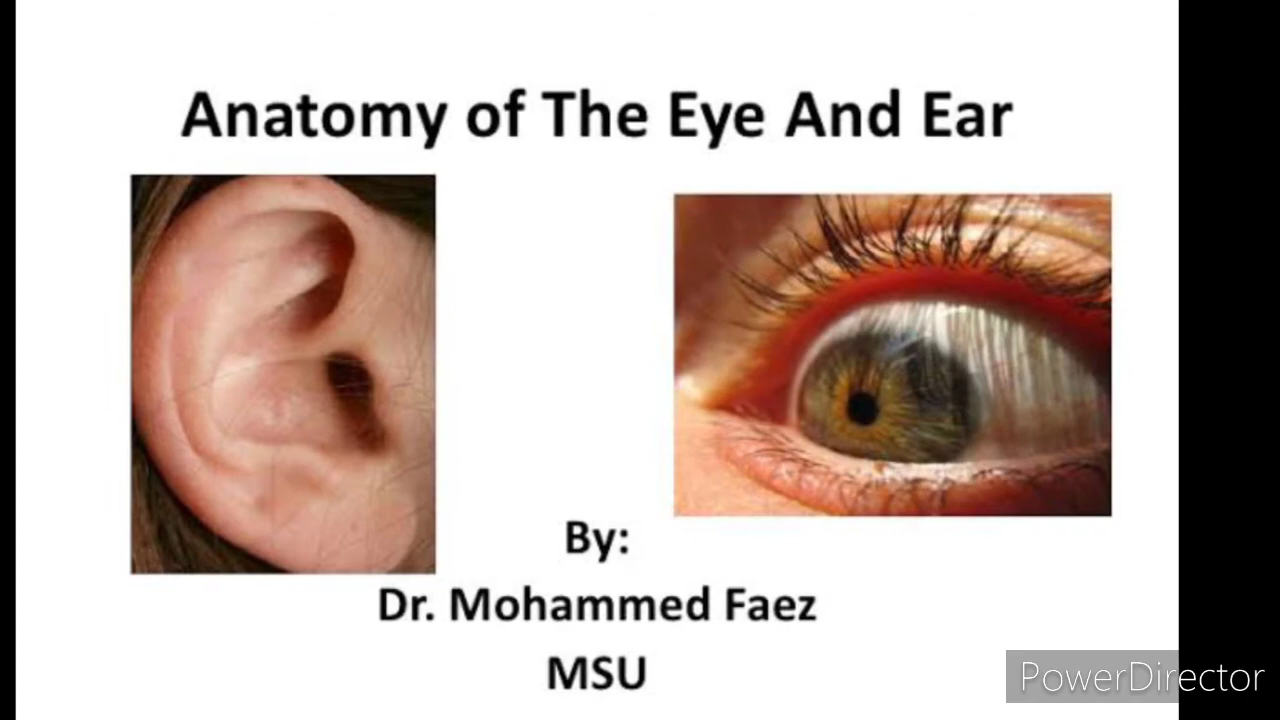 Anatomy of The Eye And Ear
By:
Dr. Mohammed Faez
MSU
PowerDirector